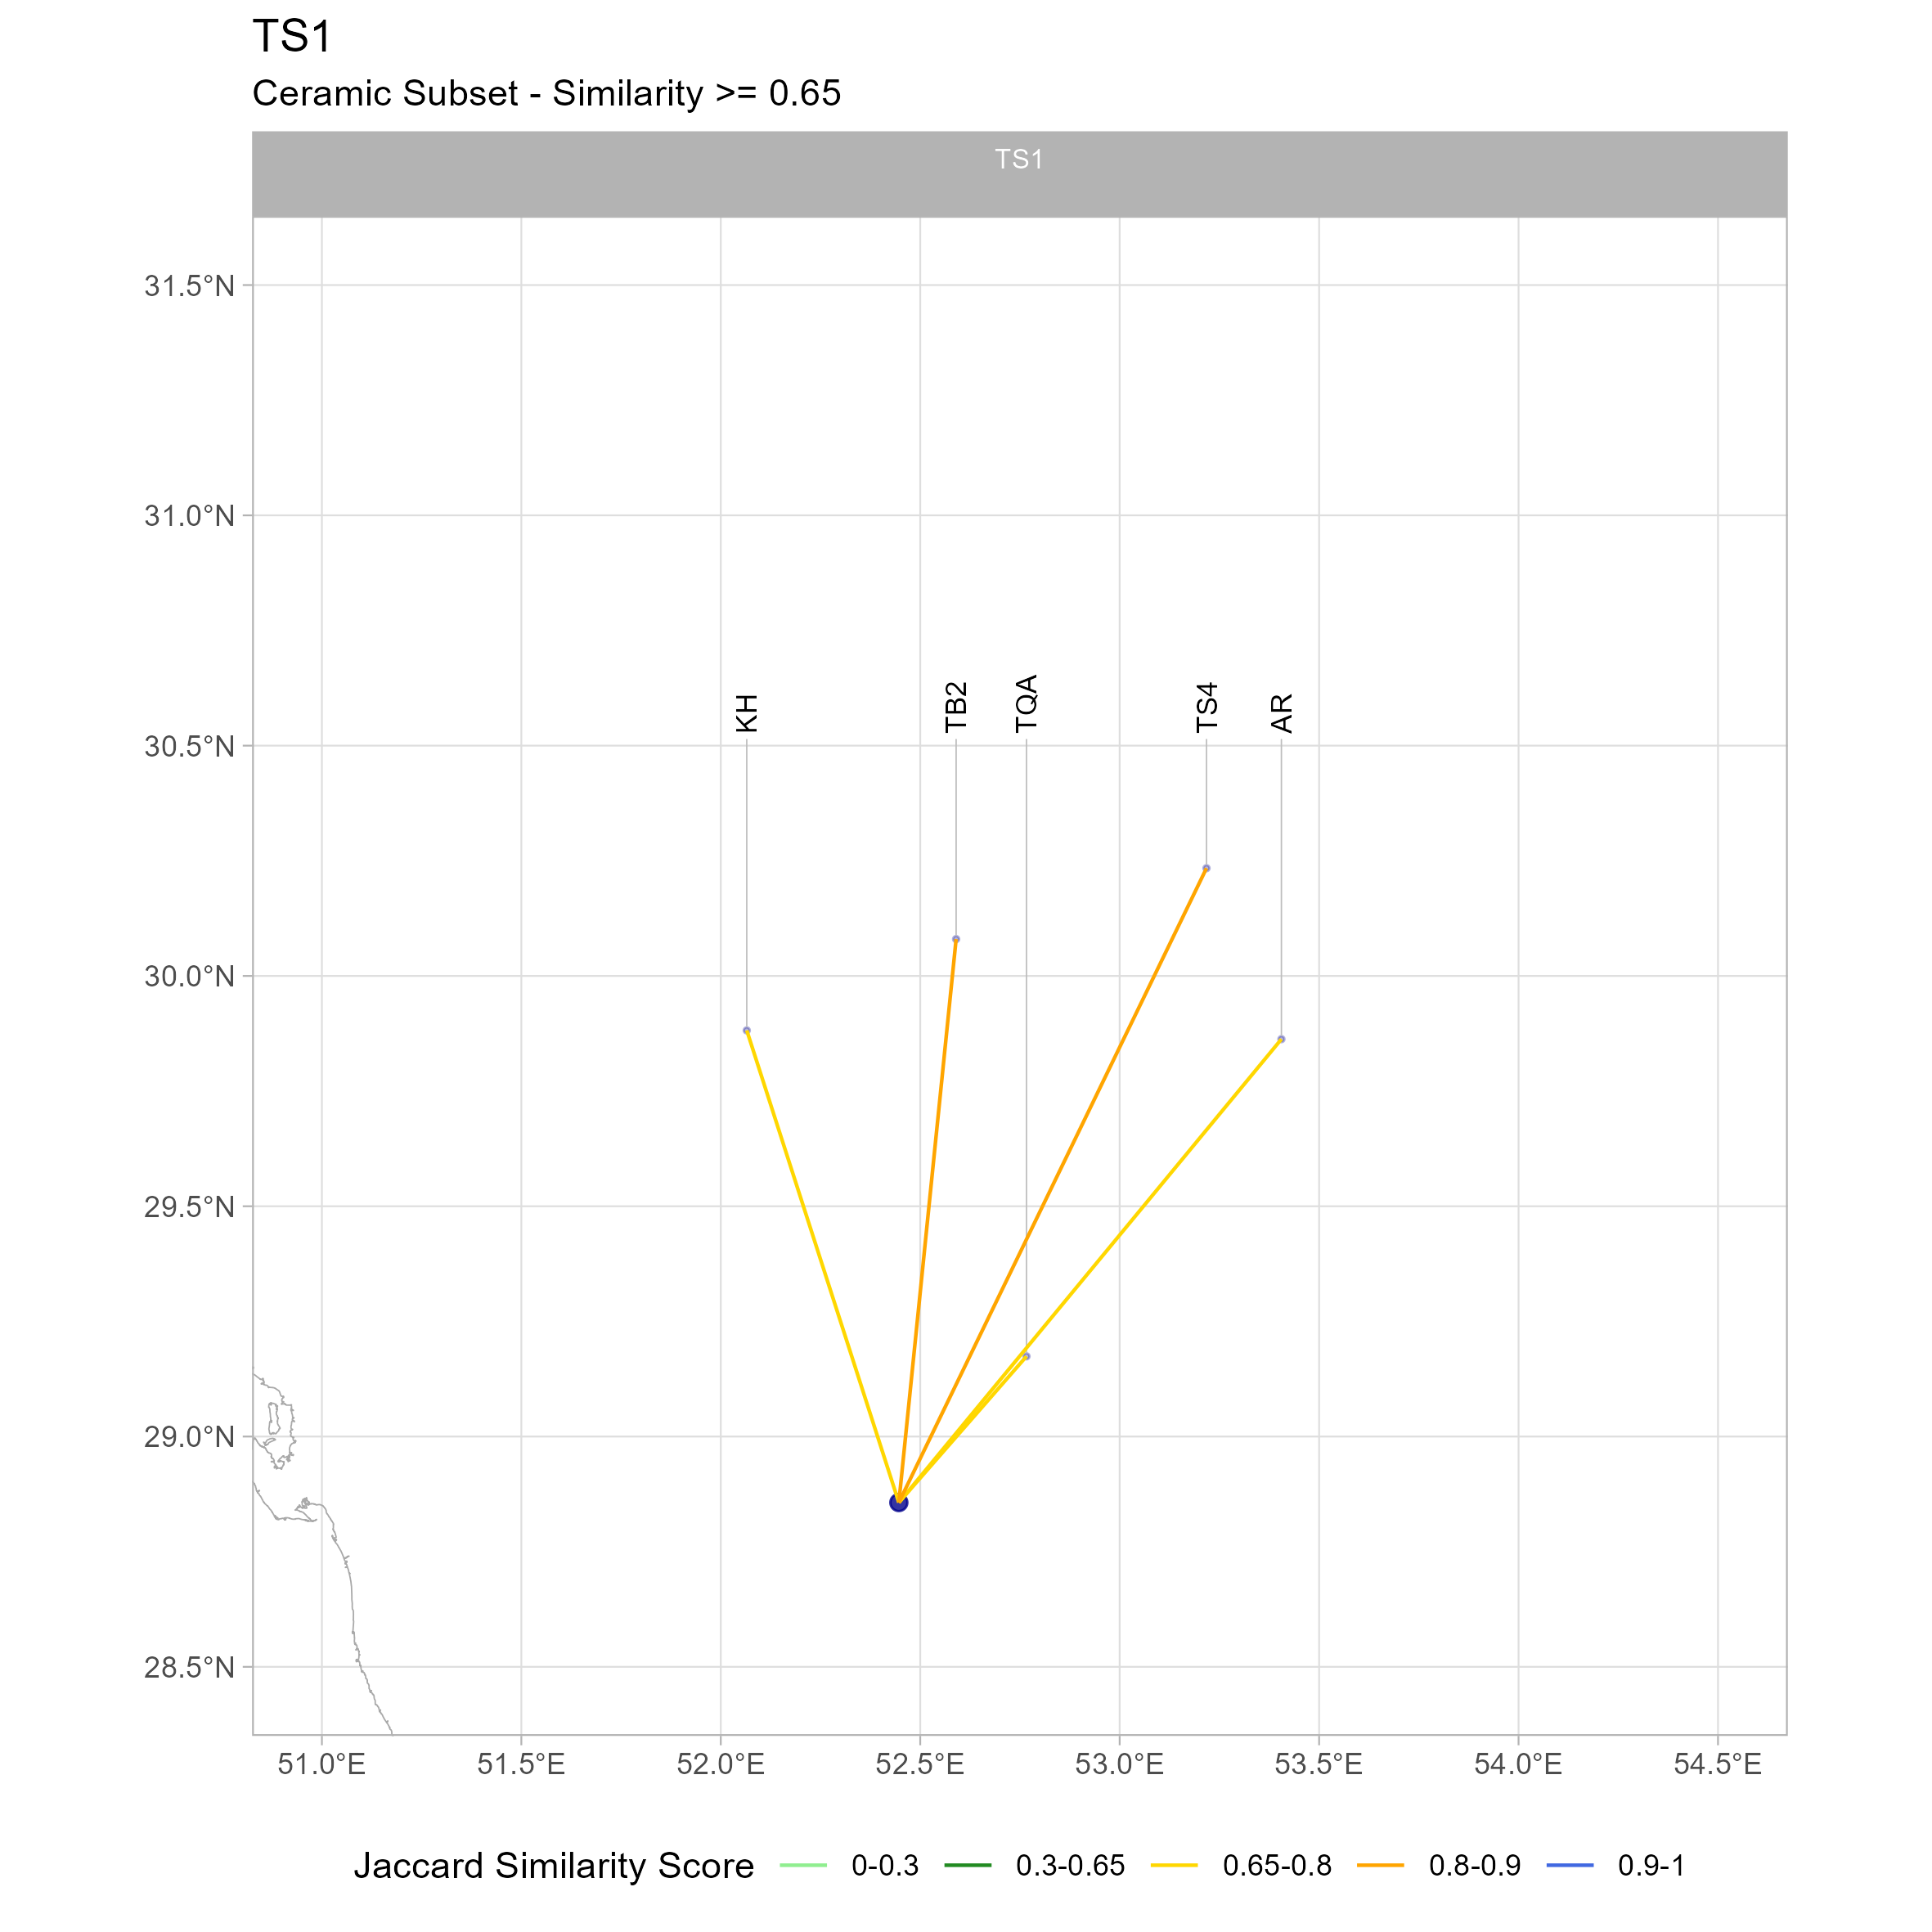 TS1
Ceramic Subset - Similarity >= 0.65
TS1
31.5°N
31.0°N
30.5°N
30.0°N
29.5°N
29.0°N
28.5°N
KH
TB2
TQA
TS4
AR
51.0°E 51.5°E 52.0°E 52.5°E 53.0°E 53.5°E 54.0°E 54.5°E
Jaccard Similarity Score 0-0.3 0.3-0.65 0.65-0.8 0.8-0.9 0.9-1